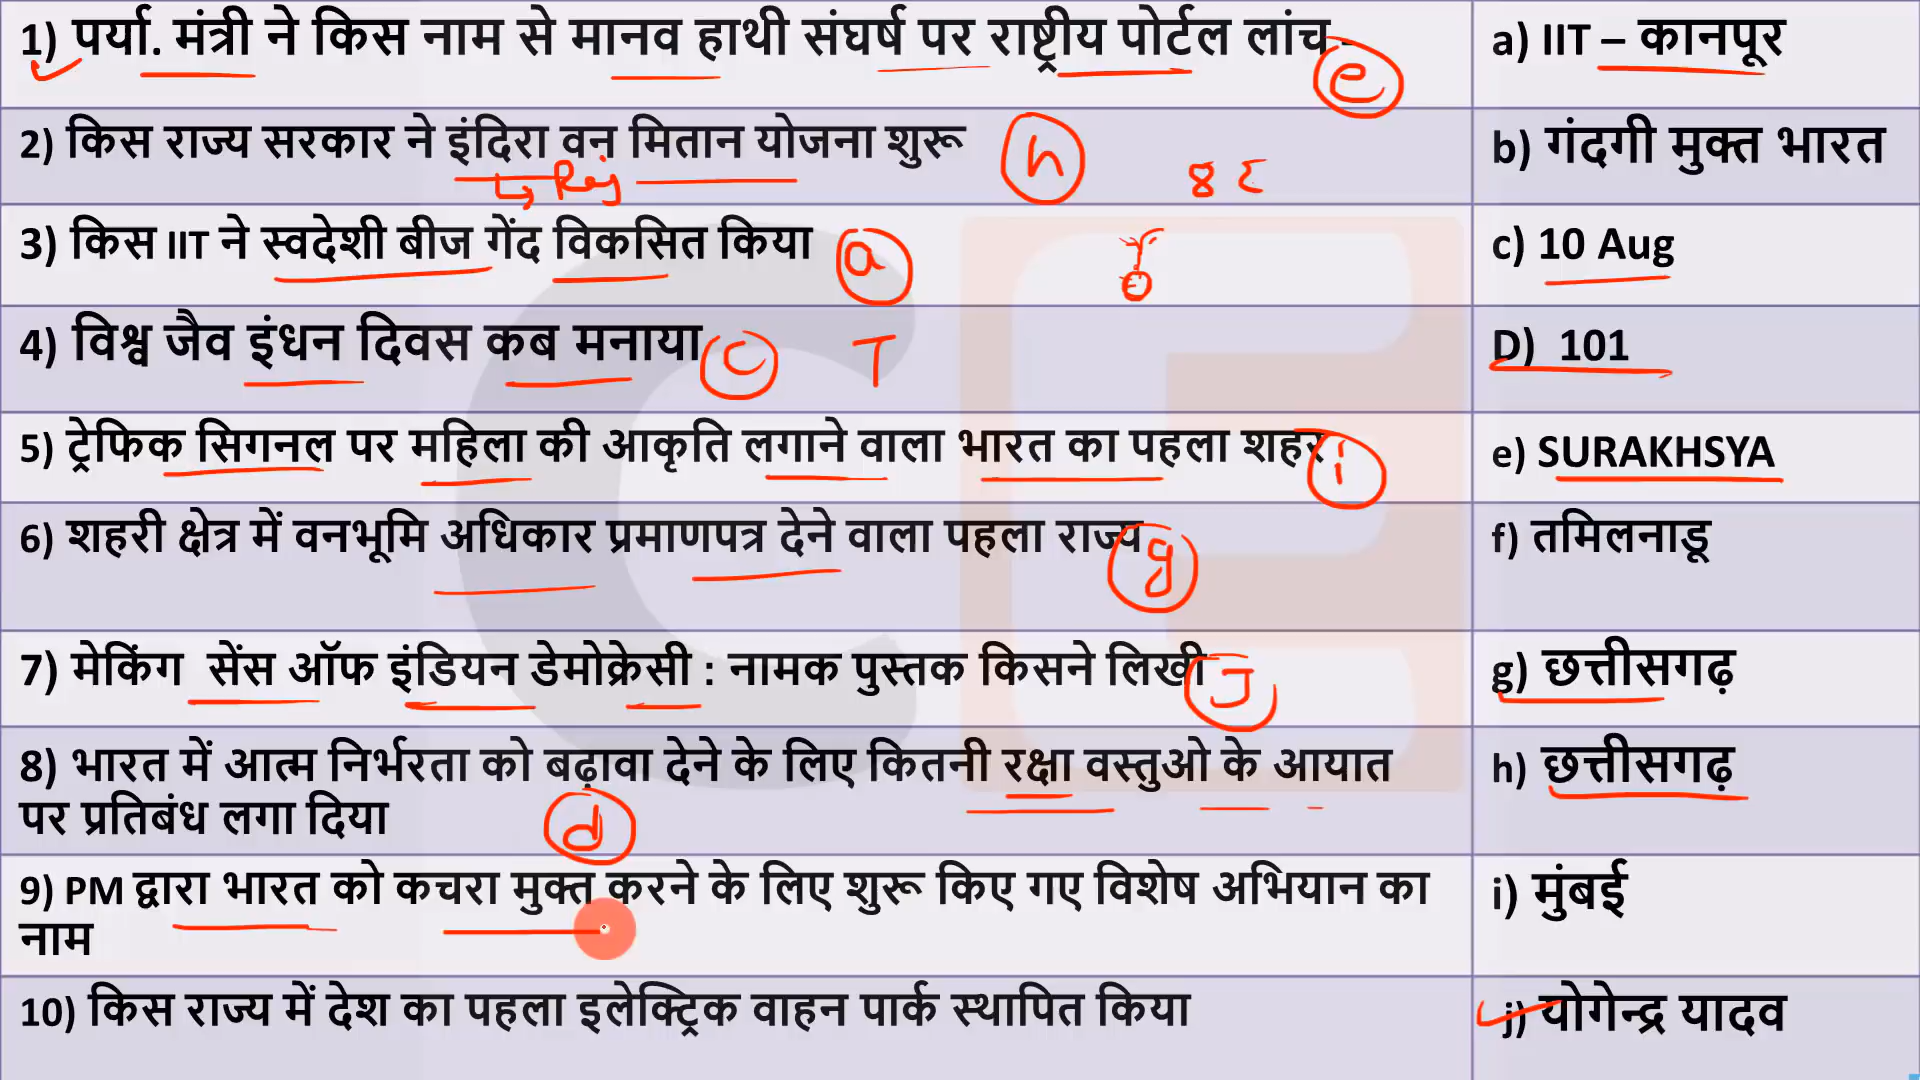 1) पर्या. मंत्री ने किस नाम से मानव हाथी संघर्ष पर राष्ट्रीय पोर्टल लांच -
e
a) IIT – कानपूर
2) किस राज्य सरकार ने इंदिरा वन मितान योजना शुरू
h
Raj
b) गंदगी मुक्त भारत
3) किस IIT ने स्वदेशी बीज गेंद विकसित किया
a
c) 10 Aug
4) विश्व जैव इंधन दिवस कब मनाया
c
T
D) 101
5) ट्रेफिक सिगनल पर महिला की आकृति लगाने वाला भारत का पहला शहर
i
e) SURAKHSYA
6) शहरी क्षेत्र में वनभूमि अधिकार प्रमाणपत्र देने वाला पहला राज्य
g
f) तमिलनाडू
7) मेकिंग सेंस ऑफ इंडियन डेमोक्रेसी : नामक पुस्तक किसने लिखी
J
g) छत्तीसगढ़
8) भारत में आत्म निर्भरता को बढ़ावा देने के लिए कितनी रक्षा वस्तुओ के आयात
पर प्रतिबंध लगा दिया
d
h) छत्तीसगढ़
9) PM द्वारा भारत को कचरा मुक्त करने के लिए शुरू किए गए विशेष अभियान का
नाम
i) मुंबई
10) किस राज्य में देश का पहला इलेक्ट्रिक वाहन पार्क स्थापित किया
j) योगेन्द्र यादव